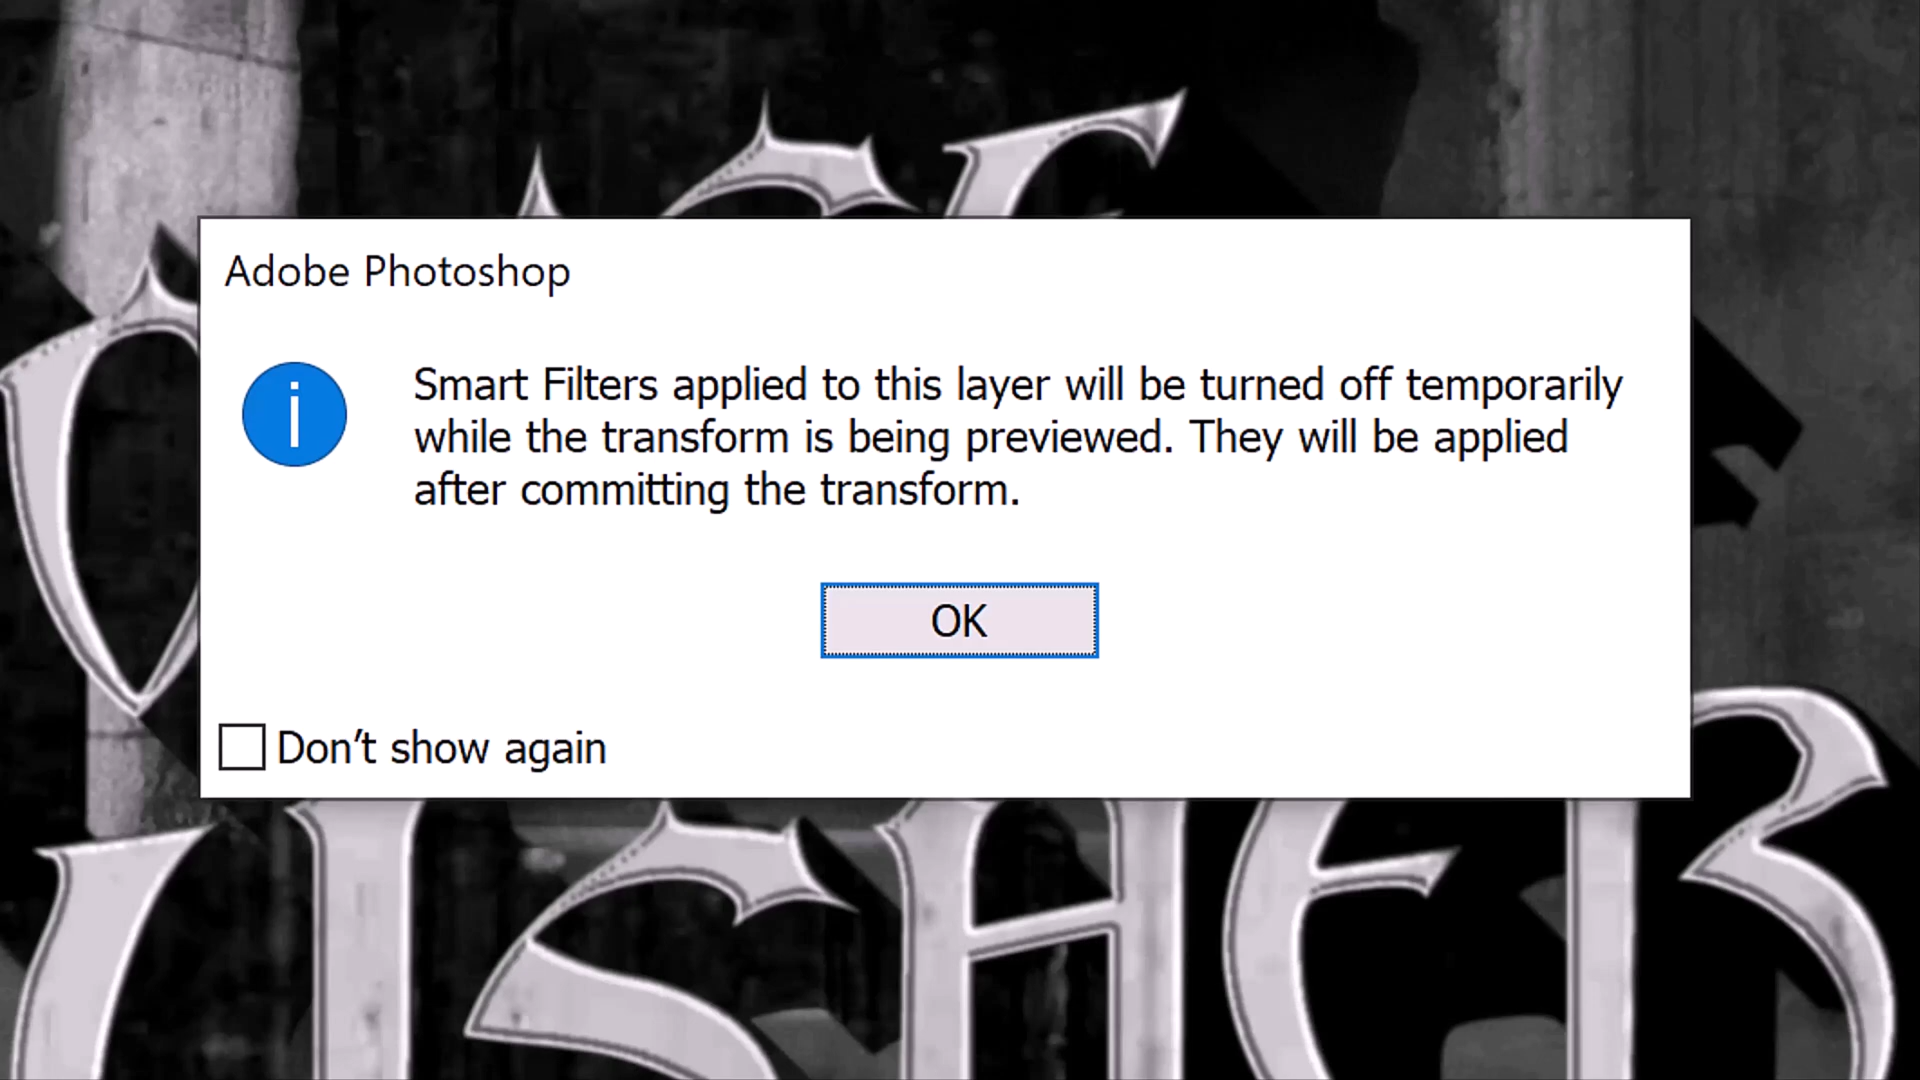 Adobe Photoshop
Smart Filters applied to this layer will be turned off temporarily
while the transform is being previewed. They will be applied
after committing the transform.
OK
Don’t show again